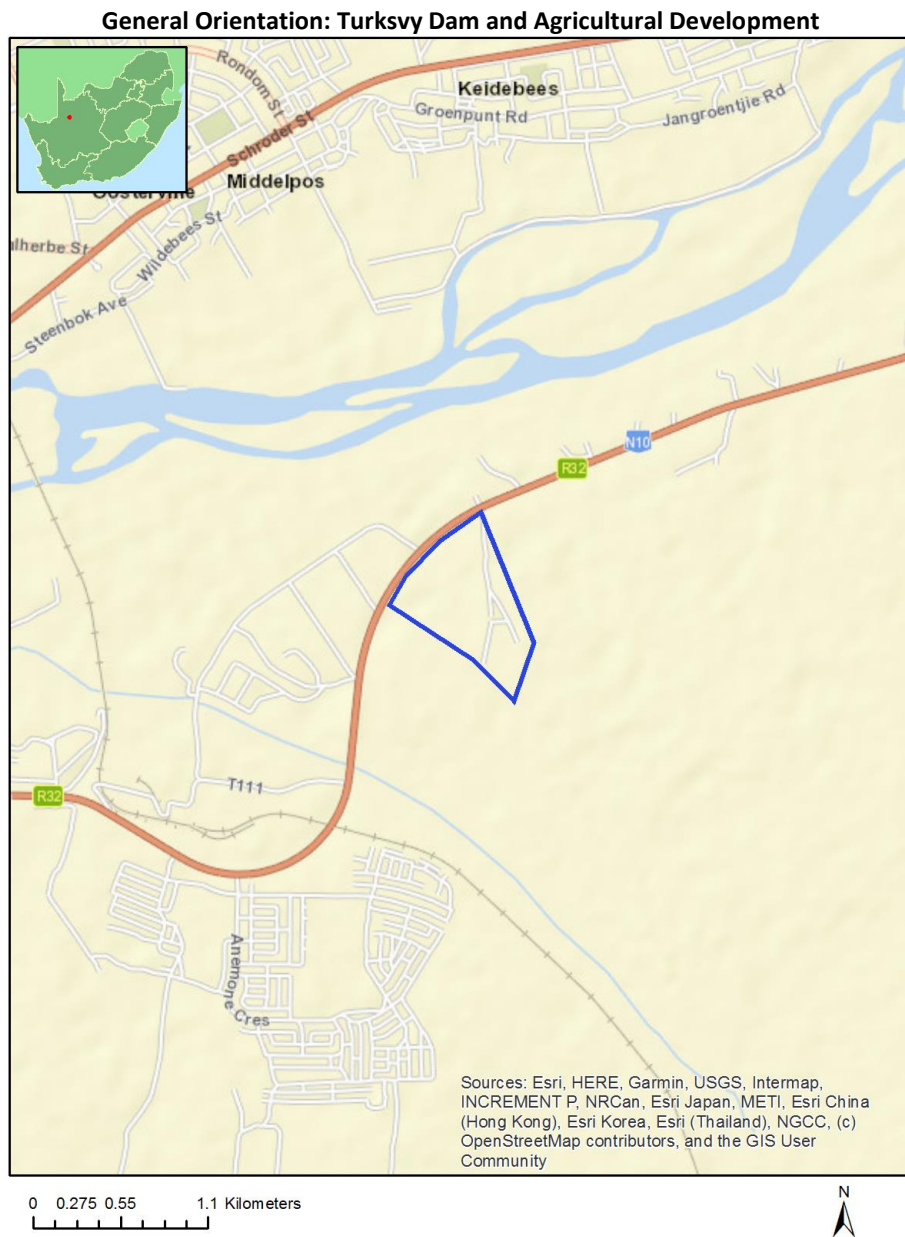 General Orientation: Turksvy Dam and Agricultural Development
Rondom St
Keidebees
Groenpunt Rd
Jangroentjie Rd
Schroder St
Middelpos
Oosterville
Wildebees St
alherbe St
Steenbok Ave
N10
R32
T111
R32
Anemone Cres
Sources: Esri, HERE, Garmin, USGS, Intermap,
INCREMENT P, NRCan, Esri Japan, METI, Esri China
(Hong Kong), Esri Korea, Esri (Thailand), NGCC, (c)
OpenStreetMap contributors, and the GIS User
Community
0 0.275 0.55 1.1 Kilometers
N